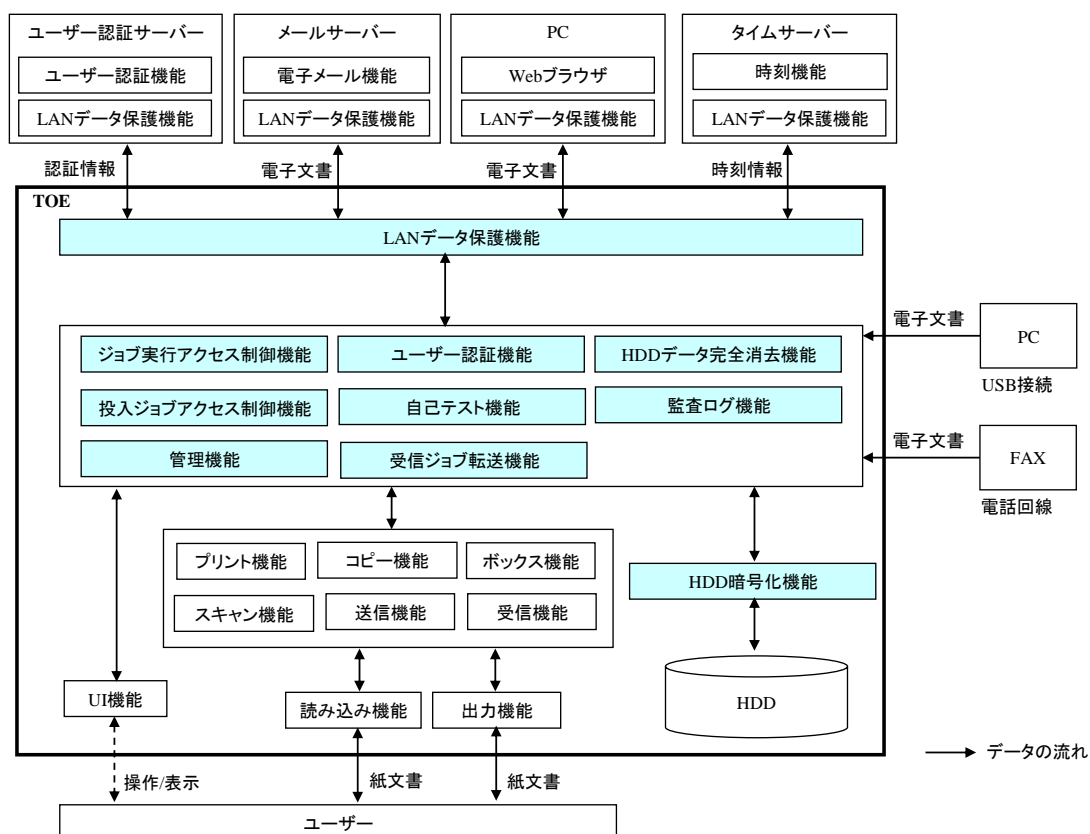 ユーザー認証サーバー
ユーザー認証機能
LANデータ保護機能
メールサーバー
電子メール機能
LANデータ保護機能
PC
Webブラウザ
LANデータ保護機能
タイムサーバー
時刻機能
LANデータ保護機能
認証情報
電子文書
電子文書
時刻情報
TOE
LANデータ保護機能
ジョブ実行アクセス制御機能
ユーザー認証機能
HDDデータ完全消去機能
投入ジョブアクセス制御機能
自己テスト機能
監査ログ機能
管理機能
受信ジョブ転送機能
電子文書
PC
USB接続
電子文書
FAX
電話回線
プリント機能
コピー機能
ボックス機能
スキャン機能
送信機能
受信機能
HDD暗号化機能
HDD
UI機能
読み込み機能
出力機能
操作/表示
紙文書
紙文書
データの流れ
ユーザー